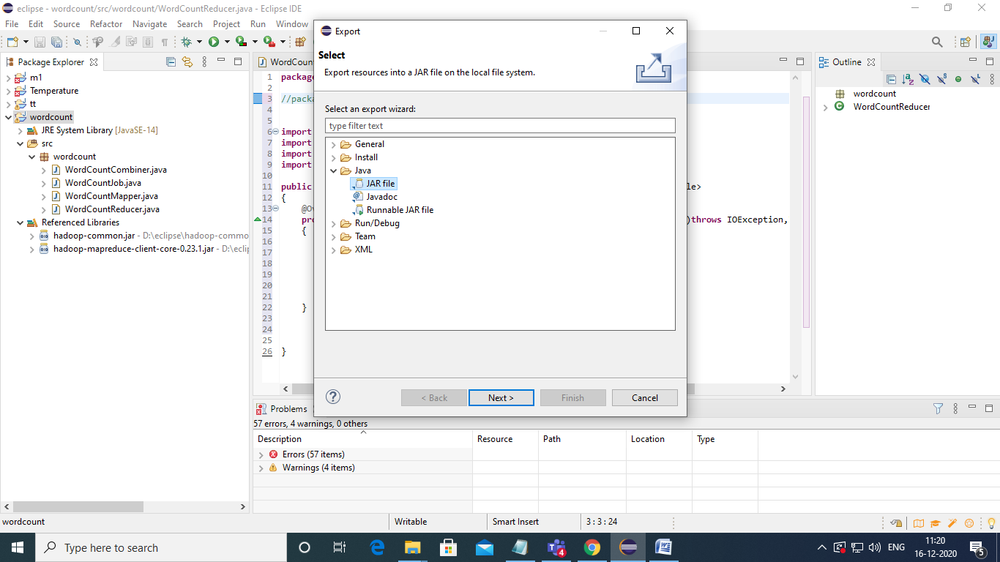 eclipse - wordcount/src/wordcount/WordCountReducer.java - Eclipse IDE
File Edit Source Refactor Navigate Search Project Run Window
Package Explorer
m1
Temperature
tt
wordcount
JRE System Library [JavaSE-14]
src
wordcount
WordCountCombiner.java
WordCountJob.java
WordCountMapper.java
WordCountReducer.java
Referenced Libraries
hadoop-common.jar - D:\eclipse\hadoop-commo
hadoop-mapreduce-client-core-0.23.1.jar - D:\ecli
WordCoun
1 package
2
3 //packa
4
5
6 import
7 import
8 import
9 import
10
11 public le>
12 {
13 @Ov
14 pro )throws IOException,
15 {
16
17
18
19
20
21
22 }
23
24
25
26 }
Export
Select
Export resources into a JAR file on the local file system.
Select an export wizard:
type filter text
General
Install
Java
JAR file
Javadoc
Runnable JAR file
Run/Debug
Team
XML
< Back Next > Finish Cancel
Outline
wordcount
WordCountReducer
Problems
57 errors, 4 warnings, 0 others
Description Resource Path Location Type
Errors (57 items)
Warnings (4 items)
wordcount Writable Smart Insert 3 : 3 : 24
Type here to search
4
ENG
11:20
16-12-2020
5